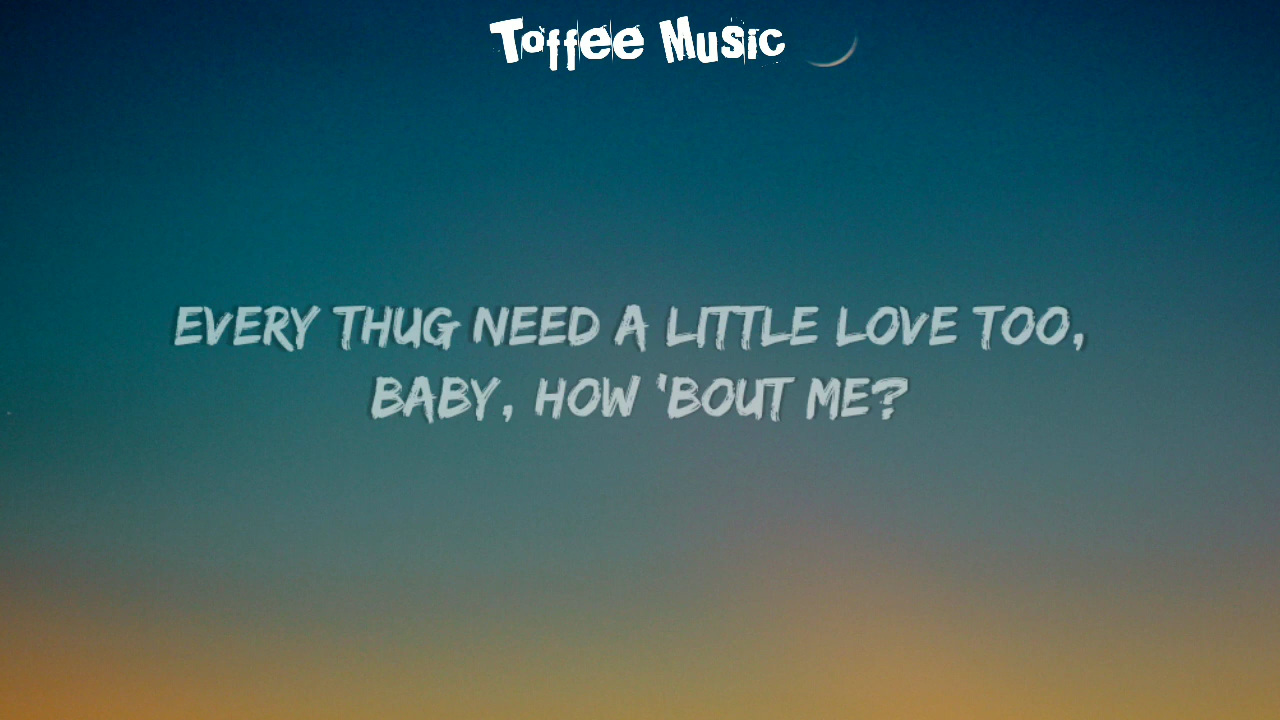 Toffee Music
EVERY THUG NEED A LITTLE LOVE TOO,
BABY, HOW 'BOUT ME?